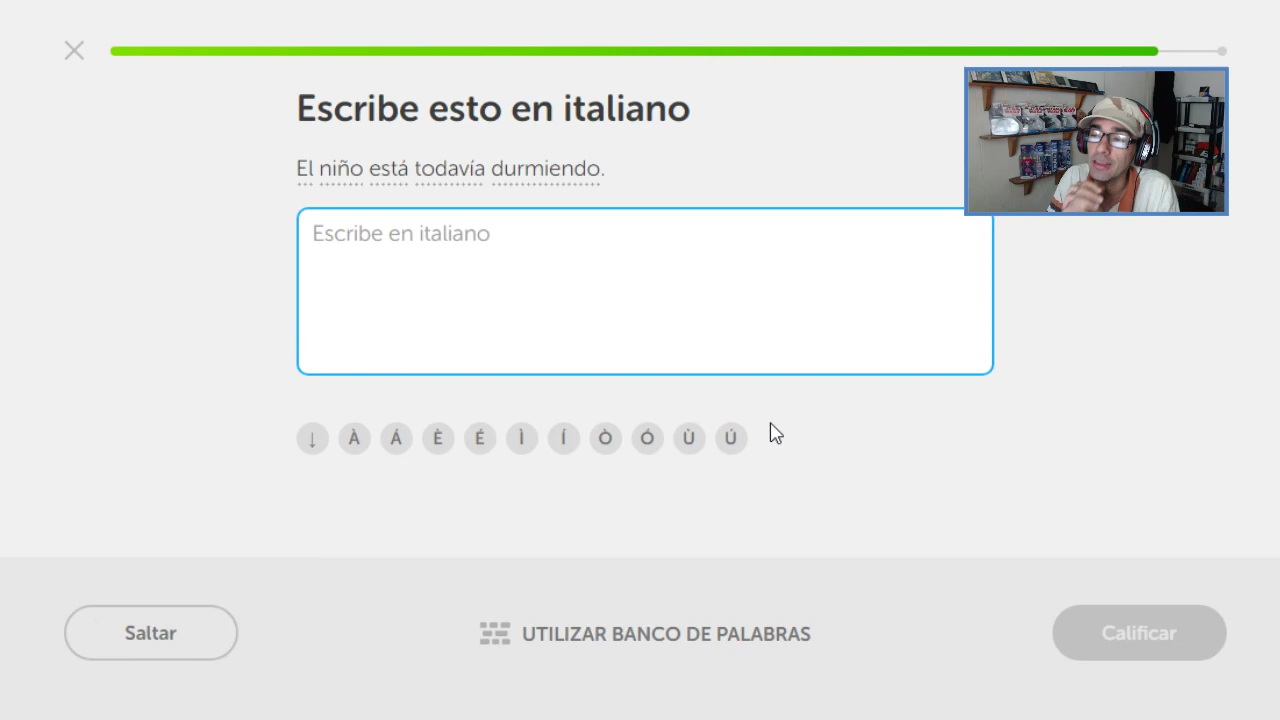 Escribe esto en italiano
El niño está todavía durmiendo.
Escribe en italiano
↓ À Á È É Ì Í Ò Ó Ù Ú
Saltar
UTILIZAR BANCO DE PALABRAS
Calificar